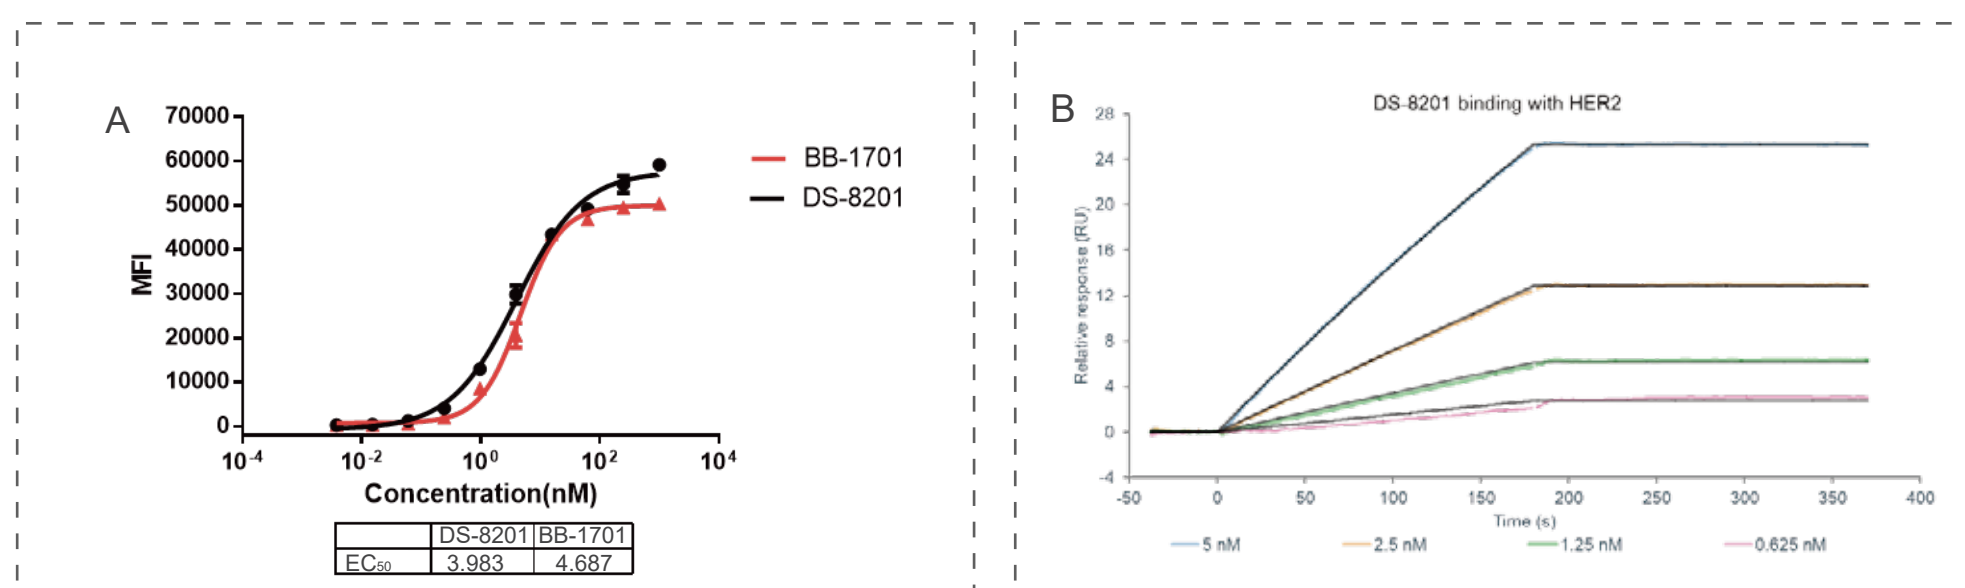 A
70000
60000
50000
40000
30000
20000
10000
0
MFI
10-4
10-2
100
102
104
Concentration(nM)
BB-1701
DS-8201
DS-8201 BB-1701
EC50 3.983 4.687
B
DS-8201 binding with HER2
28
24
20
16
12
8
4
0
-4
Relative response (RU)
-50 0 50 100 150 200 250 300 350 400
Time (s)
5 nM 2.5 nM 1.25 nM 0.625 nM